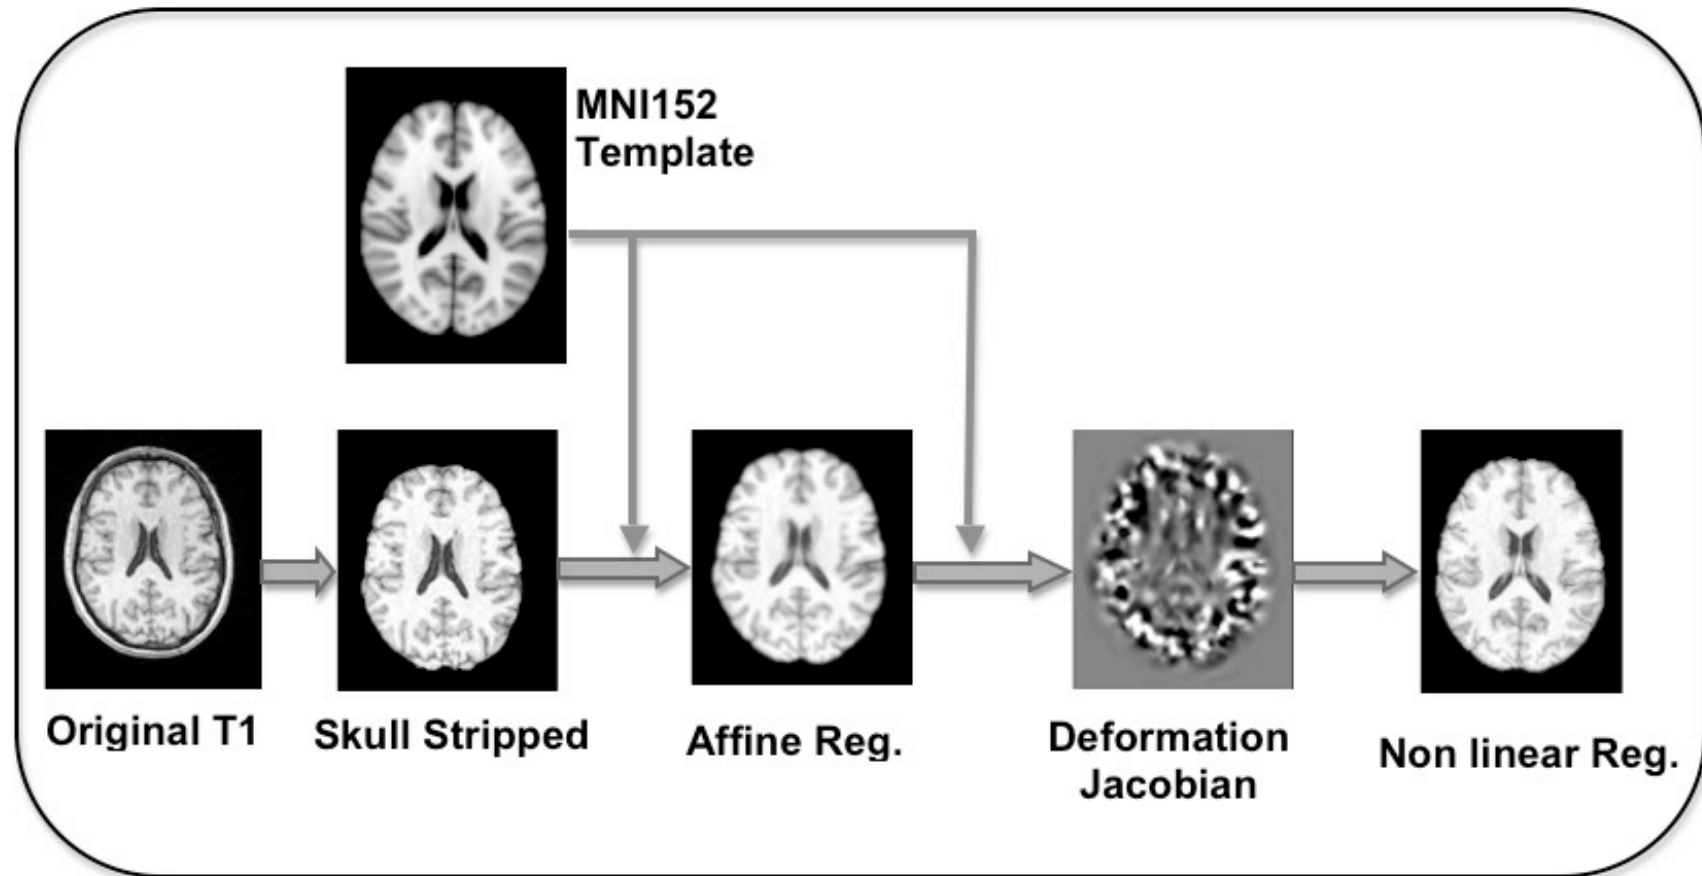 MNI152
Template
Original T1
Skull Stripped
Affine Reg.
Deformation
Jacobian
Non linear Reg.